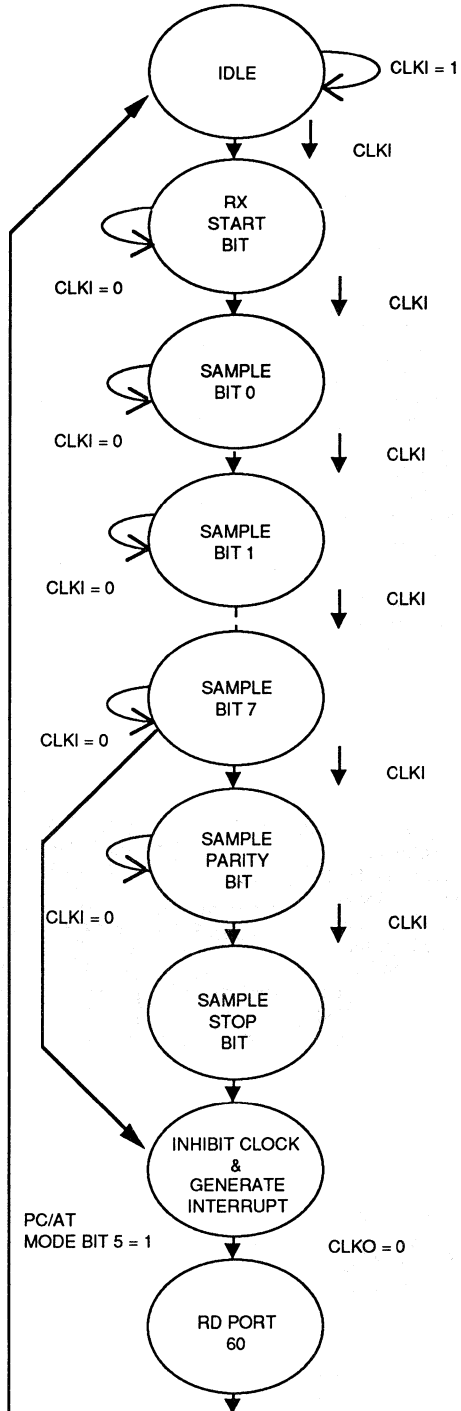 IDLE
CLKI = 1
CLKI
RX
START
BIT
CLKI = 0
CLKI
SAMPLE
BIT 0
CLKI = 0
CLKI
SAMPLE
BIT 1
CLKI = 0
CLKI
SAMPLE
BIT 7
CLKI = 0
CLKI
SAMPLE
PARITY
BIT
CLKI = 0
CLKI
SAMPLE
STOP
BIT
INHIBIT CLOCK
&
GENERATE
INTERRUPT
PC/AT
MODE BIT 5 = 1
CLKO = 0
RD PORT
60